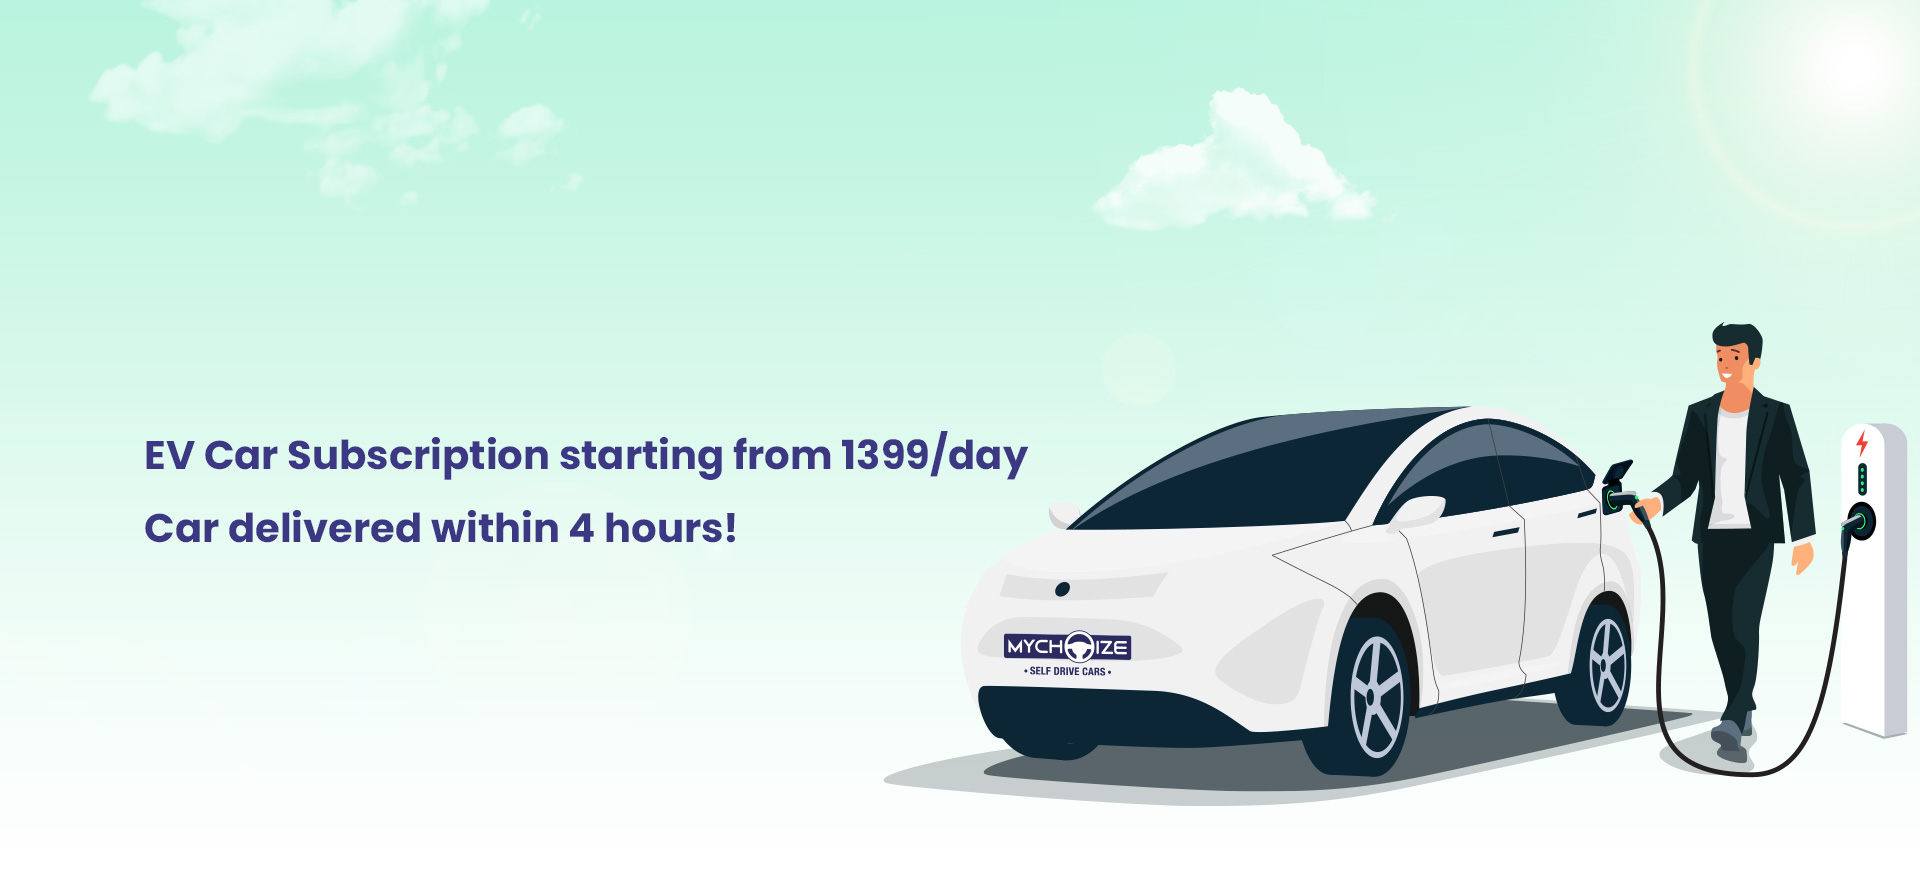 EV Car Subscription starting from 1399/day
Car delivered within 4 hours!
MYCHOIZE
• SELF DRIVE CARS •